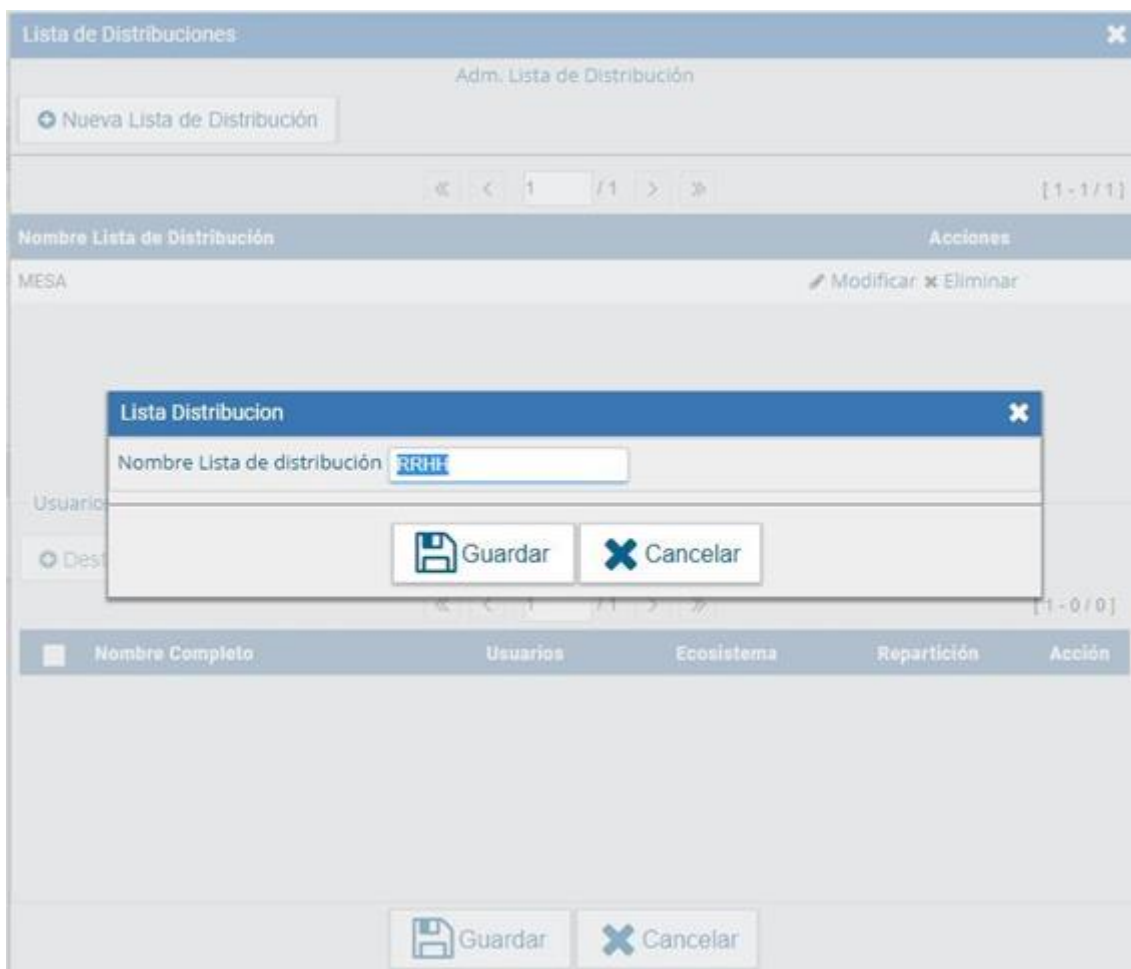 Lista de Distribuciones
Adm. Lista de Distribución
Nueva Lista de Distribución
1 / 1 [ 1 - 1 / 1 ]
Nombre Lista de Distribución Acciones
MESA Modificar Eliminar
Lista Distribucion
Nombre Lista de distribución RRHH
Guardar Cancelar
1 / 1 [ 1 - 0 / 0 ]
Nombre Completo Usuarios Ecosistema Repartición Acción
Guardar Cancelar